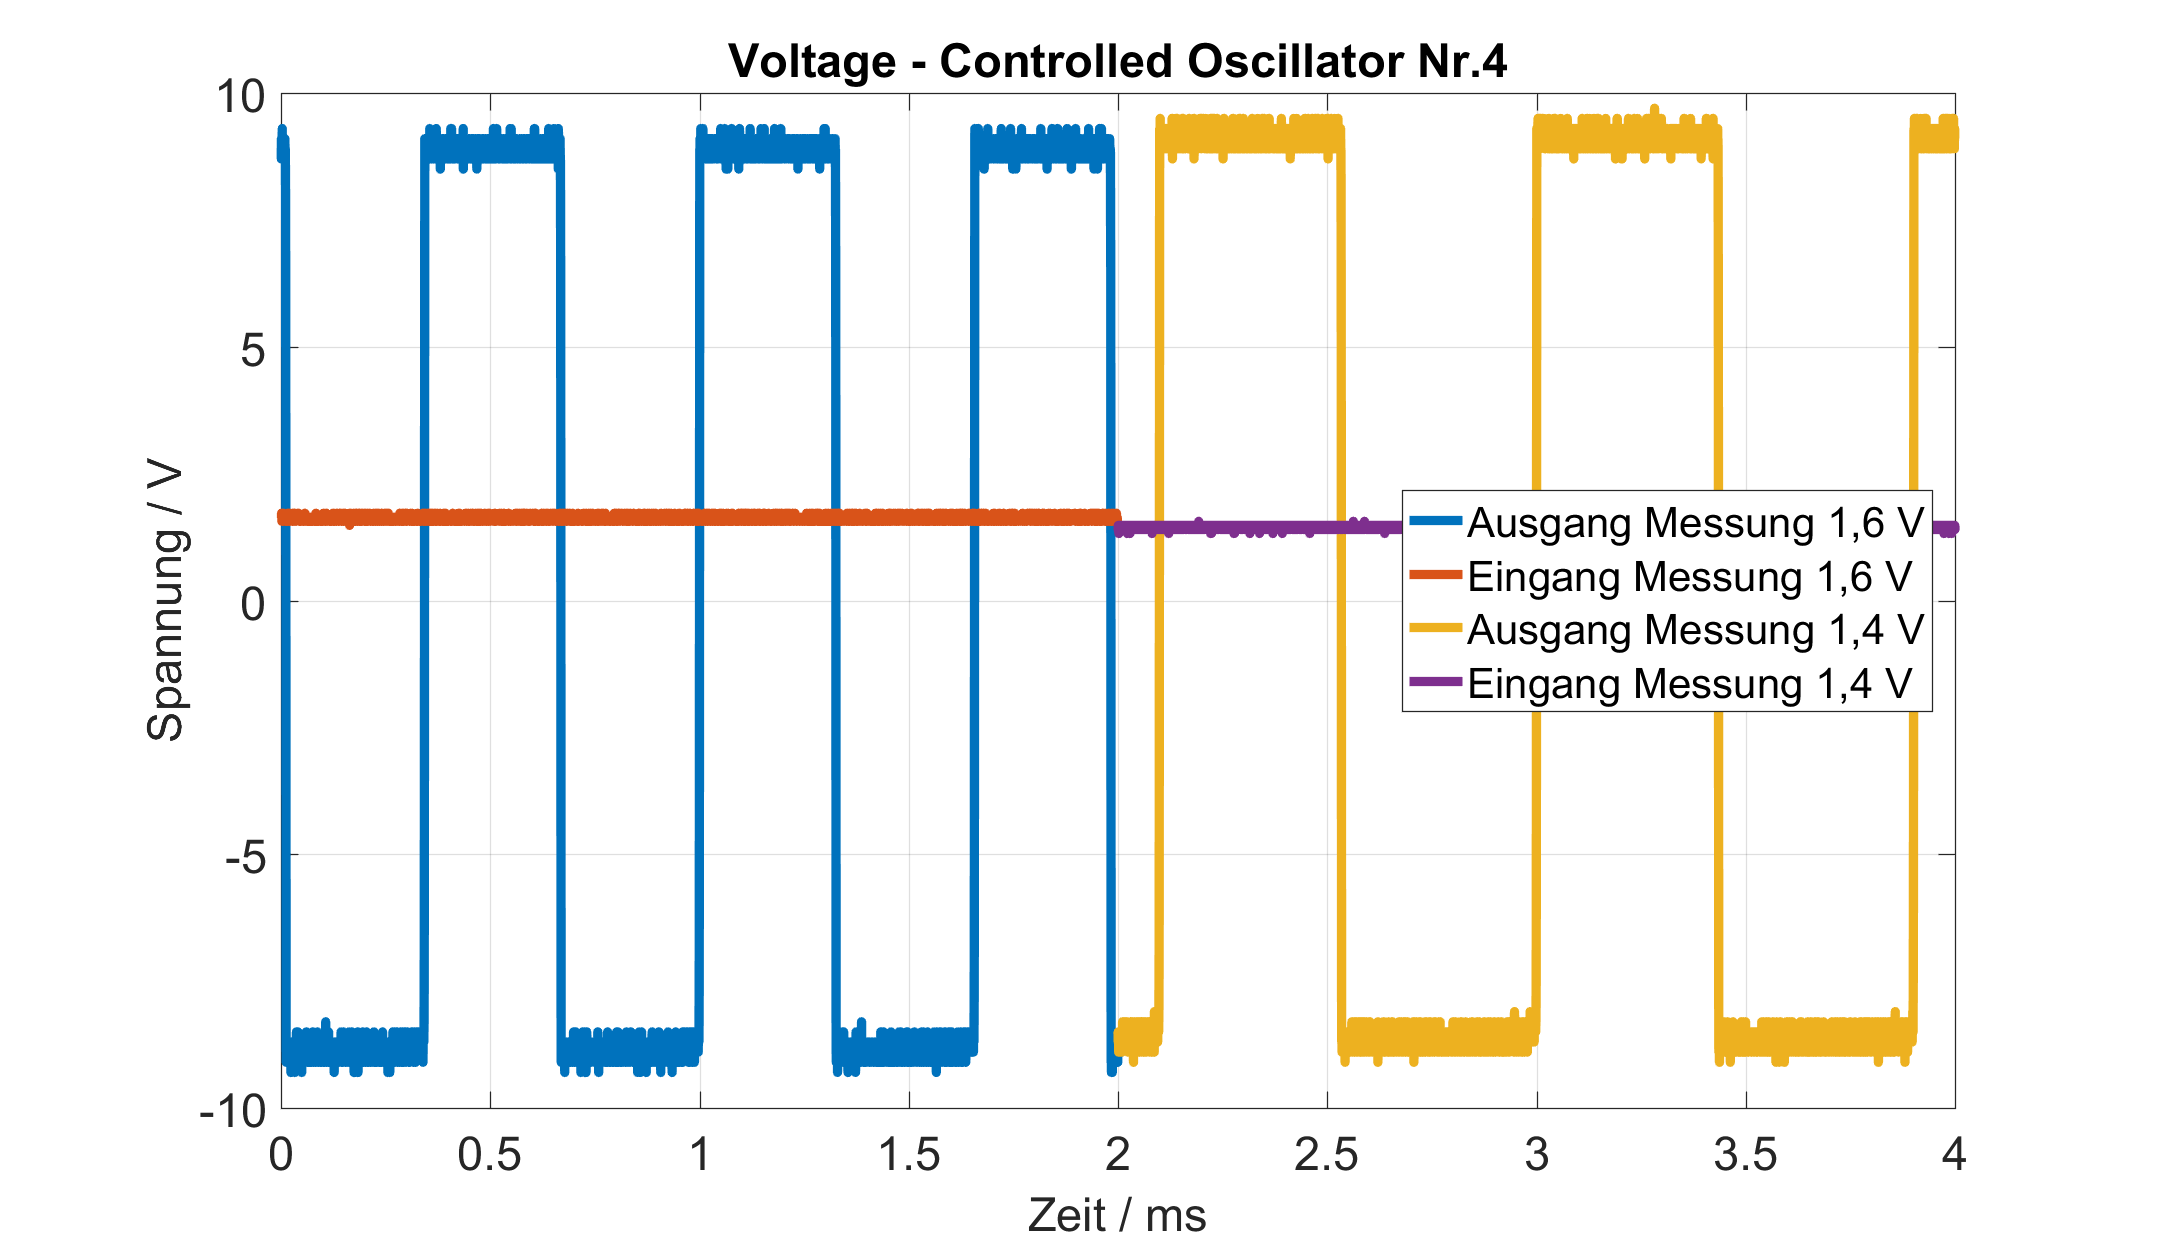 Voltage - Controlled Oscillator Nr.4
10
5
0
-5
-10
Spannung / V
Ausgang Messung 1,6 V
Eingang Messung 1,6 V
Ausgang Messung 1,4 V
Eingang Messung 1,4 V
0 0.5 1 1.5 2 2.5 3 3.5 4
Zeit / ms